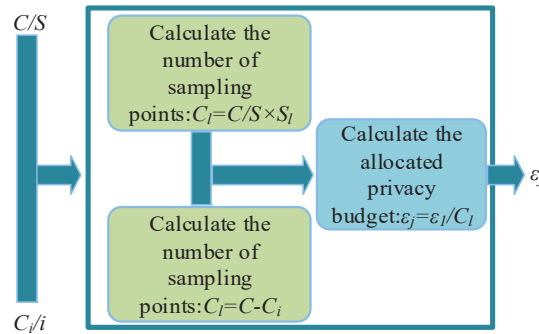 C/S
Calculate the
number of
sampling
points:Cₗ=C/S×Sₗ
Calculate the
allocated
privacy
budget:εⱼ=εₗ/Cₗ
Calculate the
number of
sampling
points:Cₗ=C-Cᵢ
Cᵢ/i